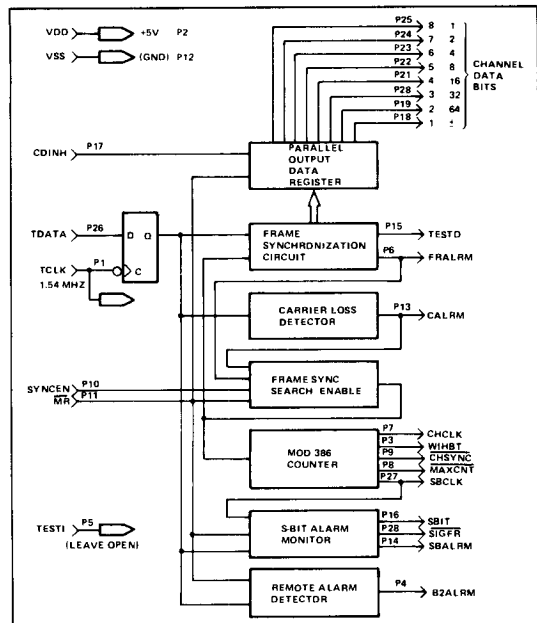 VDD +5V P2
VSS (GND) P12
P25 8 1
P24 7 2
P23 6 4
P22 5 8
P21 4 16
P28 3 32
P19 2 64
P18 1 ±
CHANNEL
DATA
BITS
CDINH P17
PARALLEL
OUTPUT
DATA
REGISTER
TDATA P26
D Q
C
TCLK P1
1.54 MHZ
FRAME
SYNCHRDNIZATION
CIRCUIT
P15 TESTD
P6 FRALRM
CARRIER LOSS
DETECTOR
P13 CALRM
SYNCEN P10
MR P11
FRAME SYNC
SEARCH ENABLE
MOD 386
COUNTER
P7 CHCLK
P3 WIHBT
P9 CHSYNC
P8 MAXCNT
P27 SBCLK
TESTI P5
(LEAVE OPEN)
S-BIT ALARM
MONITOR
P16 SBIT
P28 SIGFR
P14 SBALRM
REMOTE ALARM
DETECTDR
P4 B2ALRM